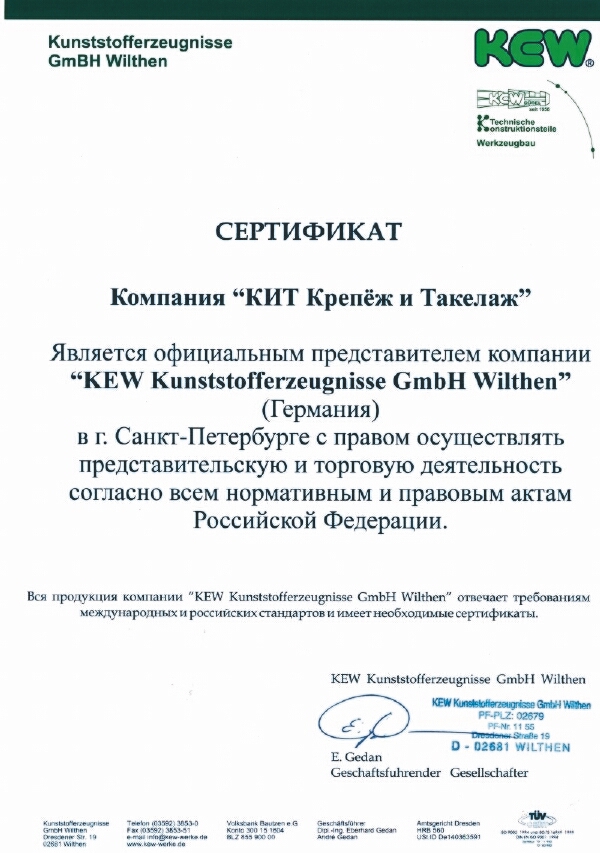 Kunststofferzeugnisse
GmBH Wilthen
KEW®
KEW
seit 1958
Technische
Konstruktionsteile
Werkzeugbau
СЕРТИФИКАТ
Компания “КИТ Крепёж и Такелаж”
Является официальным представителем компании
“KEW Kunststofferzeugnisse GmbH Wilthen”
(Германия)
в г. Санкт-Петербурге с правом осуществлять
представительскую и торговую деятельность
согласно всем нормативным и правовым актам
Российской Федерации.
Вся продукция компании “KEW Kunststofferzeugnisse GmbH Wilthen” отвечает требованиям
международных и российских стандартов и имеет необходимые сертификаты.
KEW Kunststofferzeugnisse GmbH Wilthen
KEW Kunststofferzeugnisse GmbH Wilthen
PF-PLZ: 02679
PF-Nr. 11 55
Dresdener Straße 19
D - 02681 WILTHEN
E. Gedan
Geschaftsfuhrender Gesellschafter
Kunststofferzeugnisse
GmbH Wilthen
Dresdener Str. 19
02681 Wilthen
Telefon (03592) 3853-0
Fax (03592) 3853-51
e-mail info@kew-werke.de
www.kew-werke.de
Volksbank Bautzen e.G
Konto 300 15 1604
BLZ 855 900 00
Geschäftsführer
Dipl.-Ing. Eberhard Gedan
André Gedan
Amtsgericht Dresden
HRB 560
USt ID De140363591
TÜV